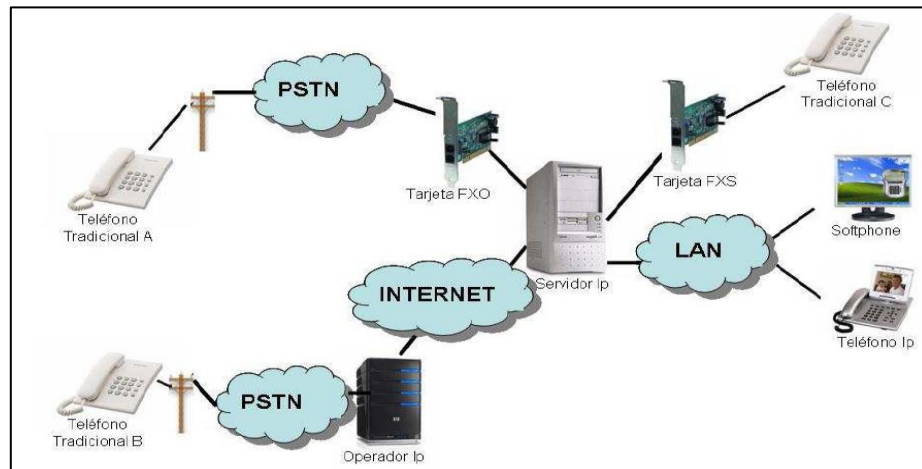 PSTN
Teléfono
Tradicional A
Tarjeta FXO
Tarjeta FXS
Teléfono
Tradicional C
Softphone
LAN
INTERNET
Servidor Ip
Teléfono Ip
Teléfono
Tradicional B
PSTN
Operador Ip